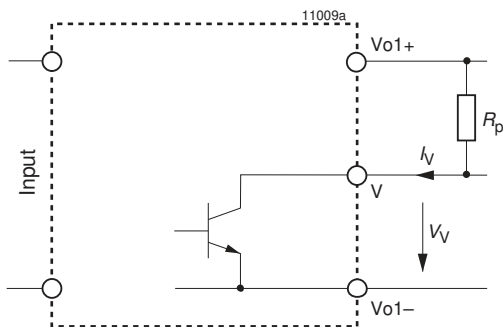 11009a
Vo1+
Rp
Input
IV
V
VV
Vo1–